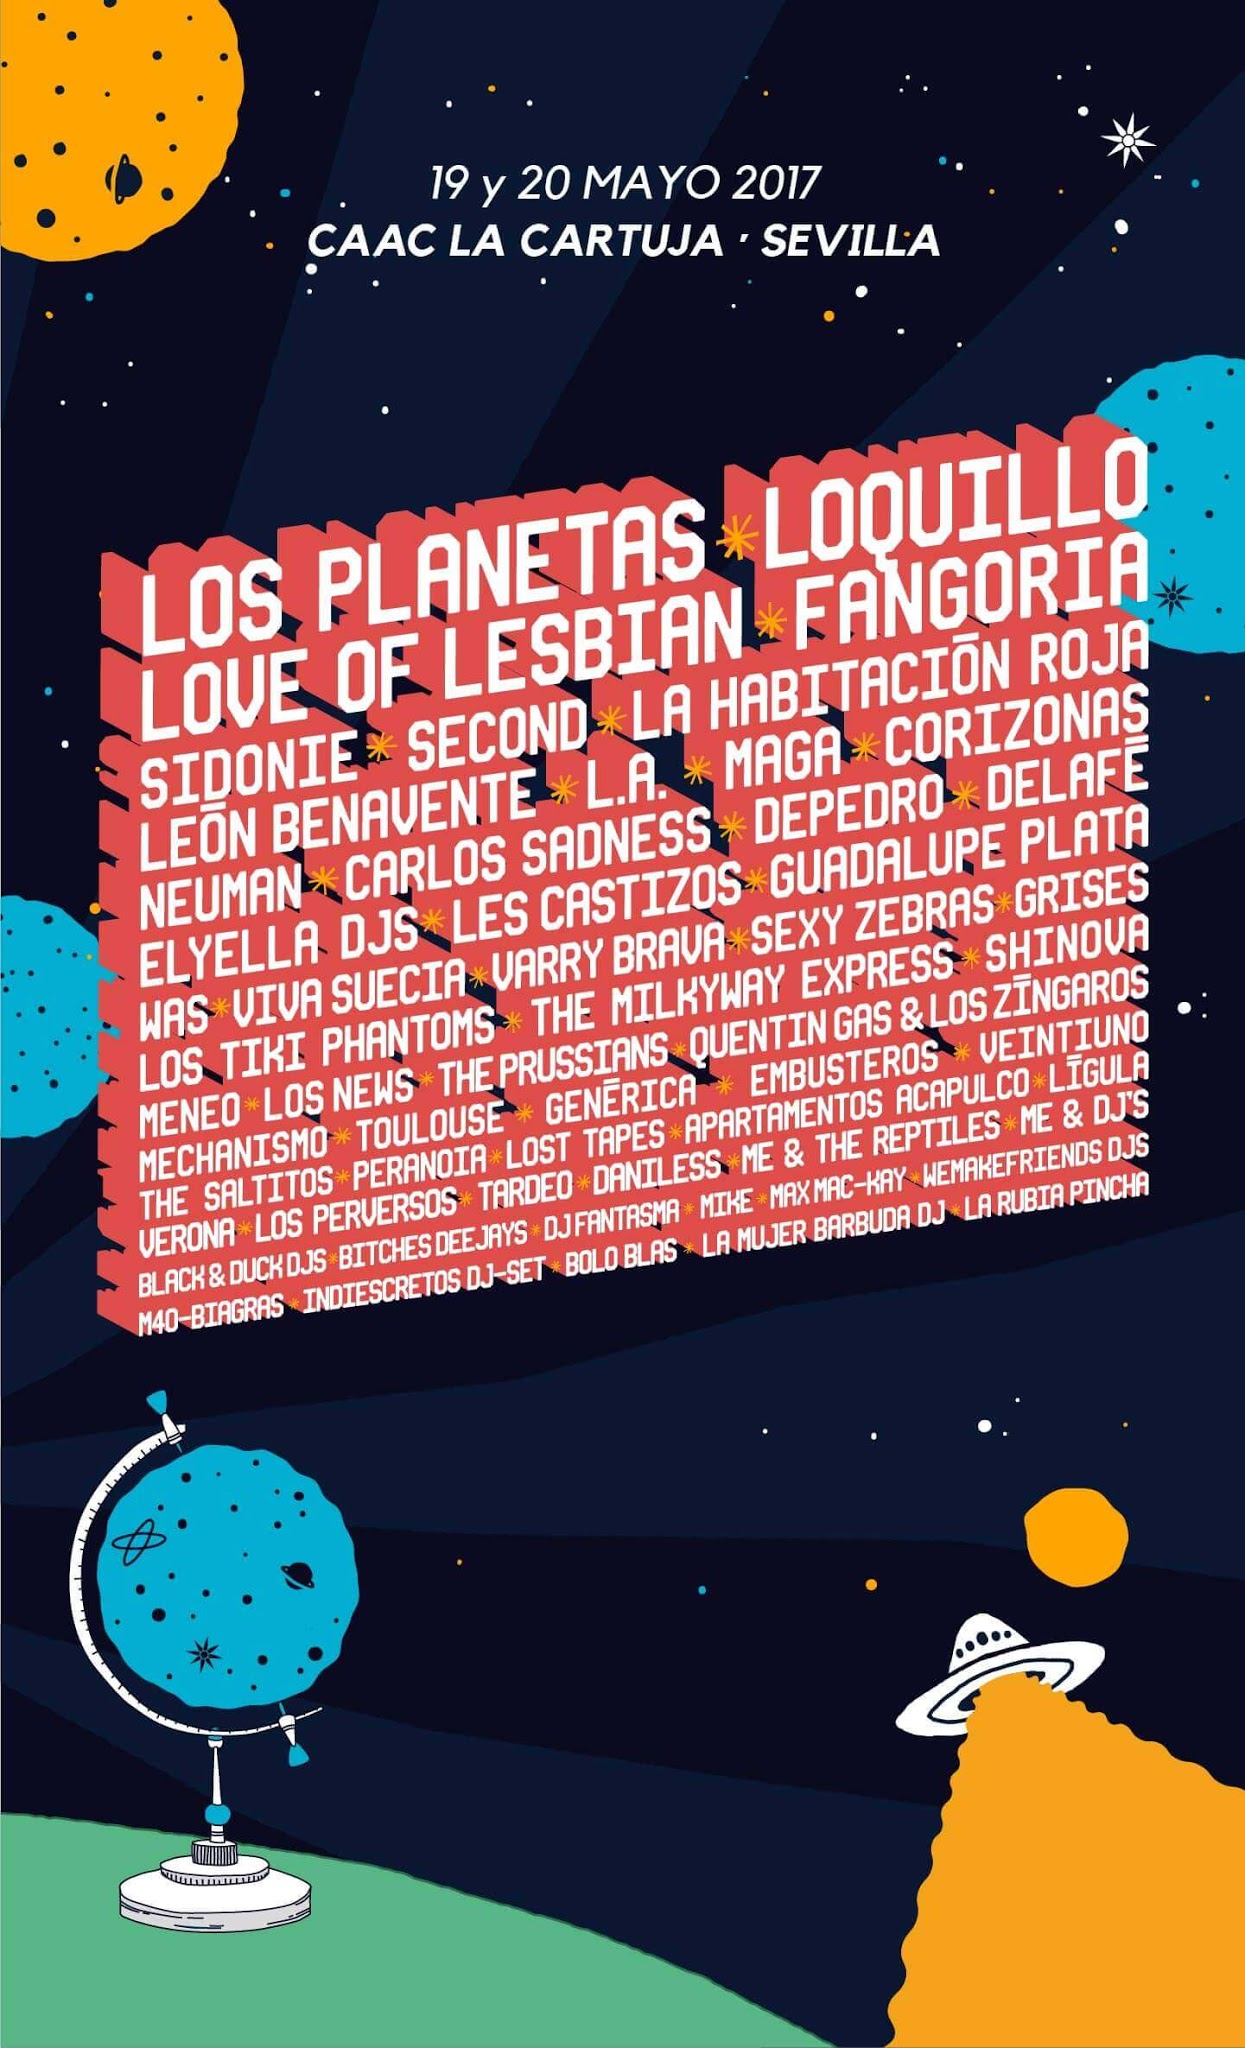 19 y 20 MAYO 2017
CAAC LA CARTUJA · SEVILLA
LOS PLANETAS * LOQUILLO
LOVE OF LESBIAN * FANGORIA
SIDONIE * SECOND * LA HABITACIÓN ROJA
LEÓN BENAVENTE * L.A. * MAGA * CORIZONAS
NEUMAN * CARLOS SADNESS * DEPEDRO * DELAFÉ
ELYELLA DJS * LES CASTIZOS * GUADALUPE PLATA
WAS * VIVA SUECIA * VARRY BRAVA * SEXY ZEBRAS * GRISES
LOS TIKI PHANTOMS * THE MILKYWAY EXPRESS * SHINOVA
MENEO * LOS NEWS * THE PRUSSIANS * QUENTIN GAS & LOS ZÍNGAROS
MECHANISMO * TOULOUSE * GENÉRICA * EMBUSTEROS * VEINTIUNO
THE SALTITOS * PERANOIA * LOST TAPES * APARTAMENTOS ACAPULCO * LÍGULA
VERONA * LOS PERVERSOS * TARDEO * DANILESS * ME & THE REPTILES * ME & DJ'S
BLACK & DUCK DJS * BITCHES DEEJAYS * DJ FANTASMA * MIKE * MAX MAC-KAY * WEMAKEFRIENDS DJS
M40-BIAGRAS * INDIESCRETOS DJ-SET * BOLO BLAS * LA MUJER BARBUDA DJ * LA RUBIA PINCHA